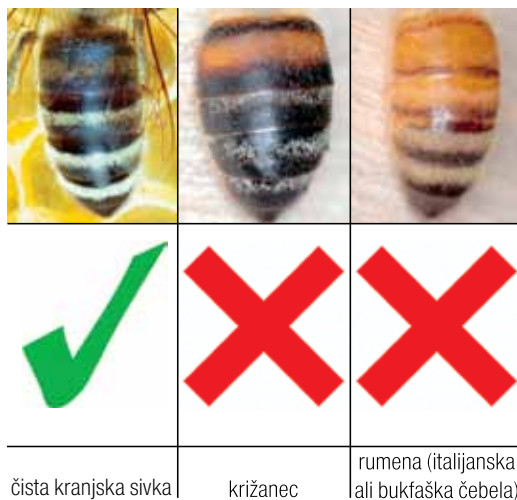 čista kranjska sivka
križanec
rumena (italijanska
ali bukfaška čebela)